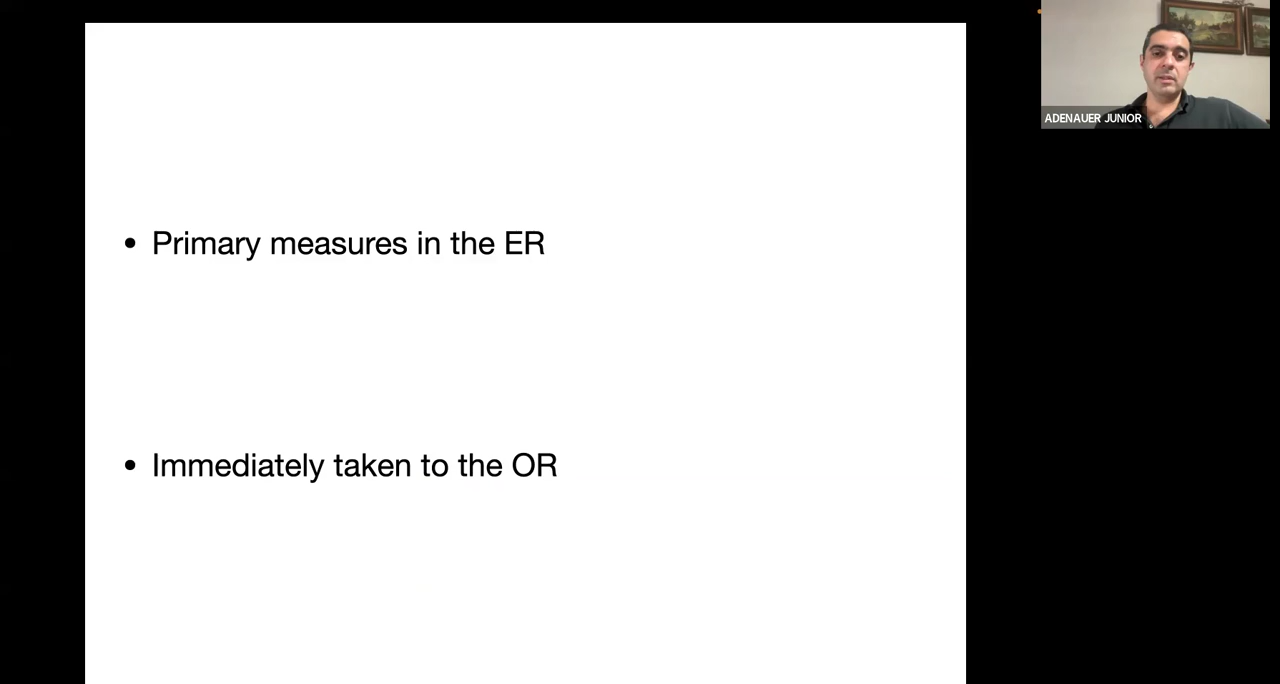 • Primary measures in the ER
• Immediately taken to the OR
ADENAUER JUNIOR